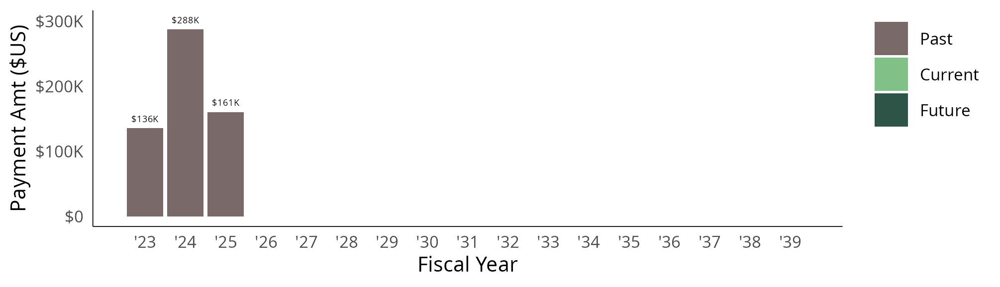 Payment Amt ($US)
$300K
$200K
$100K
$0
$136K
$288K
$161K
'23 '24 '25 '26 '27 '28 '29 '30 '31 '32 '33 '34 '35 '36 '37 '38 '39
Fiscal Year
Past
Current
Future